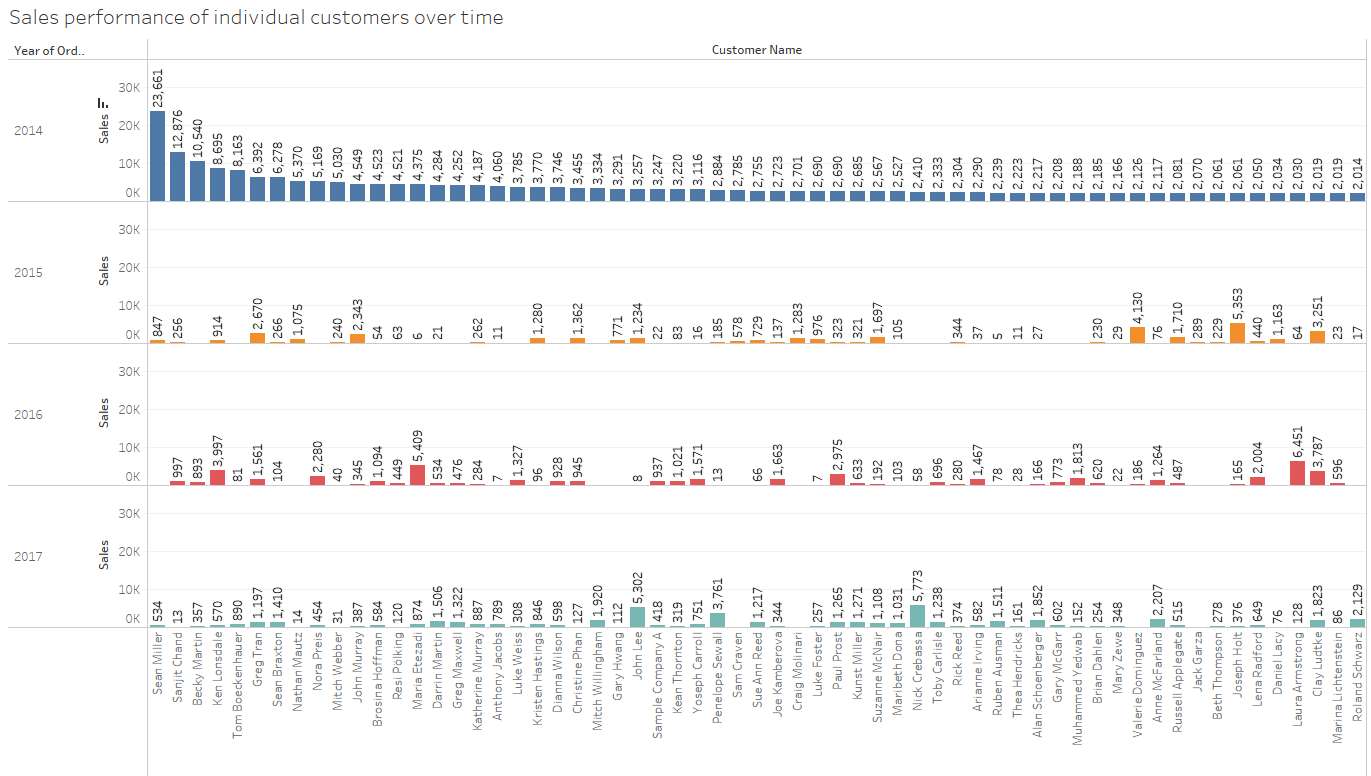 Sales performance of individual customers over time
Year of Ord..
Customer Name
2014
Sales
30K
20K
10K
0K
23,661
12,876
10,540
8,695
8,163
6,392
6,278
5,370
5,169
5,030
4,549
4,523
4,521
4,375
4,284
4,252
4,187
4,060
3,785
3,770
3,746
3,455
3,334
3,291
3,257
3,247
3,220
3,116
2,884
2,785
2,755
2,723
2,701
2,690
2,690
2,685
2,567
2,527
2,410
2,333
2,304
2,290
2,239
2,223
2,217
2,208
2,188
2,185
2,166
2,126
2,117
2,081
2,070
2,061
2,061
2,050
2,034
2,030
2,019
2,019
2,014
2015
Sales
30K
20K
10K
0K
847
256
914
2,670
266
1,075
240
2,343
54
63
6
21
262
11
1,280
1,362
771
1,234
22
83
16
185
578
729
137
1,283
976
323
321
1,697
105
344
37
5
11
27
230
29
4,130
76
1,710
289
229
5,353
440
1,163
64
3,251
23
17
2016
Sales
30K
20K
10K
0K
997
893
3,997
81
1,561
104
2,280
40
345
1,094
449
5,409
534
476
284
7
1,327
96
928
945
8
937
1,021
1,571
13
66
1,663
7
2,975
633
192
103
58
696
280
1,467
78
28
166
773
1,813
620
22
186
1,264
487
165
2,004
6,451
3,787
596
2017
Sales
30K
20K
10K
0K
534
13
357
570
890
1,197
1,410
14
454
31
387
584
120
874
1,506
1,322
887
789
308
846
598
127
1,920
112
5,302
418
319
751
3,761
1,217
344
257
1,265
1,271
1,108
1,031
5,773
1,238
374
582
1,511
161
1,852
602
152
254
348
2,207
515
278
376
649
76
128
1,823
86
2,129
Sean Miller
Sanjit Chand
Becky Martin
Ken Lonsdale
Tom Boeckenhauer
Greg Tran
Sean Braxton
Nathan Mautz
Nora Preis
Mitch Webber
John Murray
Brosina Hoffman
Resi Pölking
Maria Etezadi
Darrin Martin
Greg Maxwell
Katherine Murray
Anthony Jacobs
Luke Weiss
Kristen Hastings
Dianna Wilson
Christine Phan
Mitch Willingham
Gary Hwang
John Lee
Sample Company A
Kean Thornton
Yoseph Carroll
Penelope Sewall
Sam Craven
Sue Ann Reed
Joe Kamberova
Craig Molinari
Luke Foster
Paul Prost
Kunst Miller
Suzanne McNair
Maribeth Dona
Nick Crebassa
Toby Carlisle
Rick Reed
Arianne Irving
Ruben Ausman
Thea Hendricks
Alan Schoenberger
Gary McGarr
Muhammed Yedwab
Brian Dahlen
Mary Zewe
Valerie Dominguez
Anne McFarland
Russell Applegate
Jack Garza
Beth Thompson
Joseph Holt
Lena Radford
Daniel Lacy
Laura Armstrong
Clay Ludtke
Marina Lichtenstein
Roland Schwarz